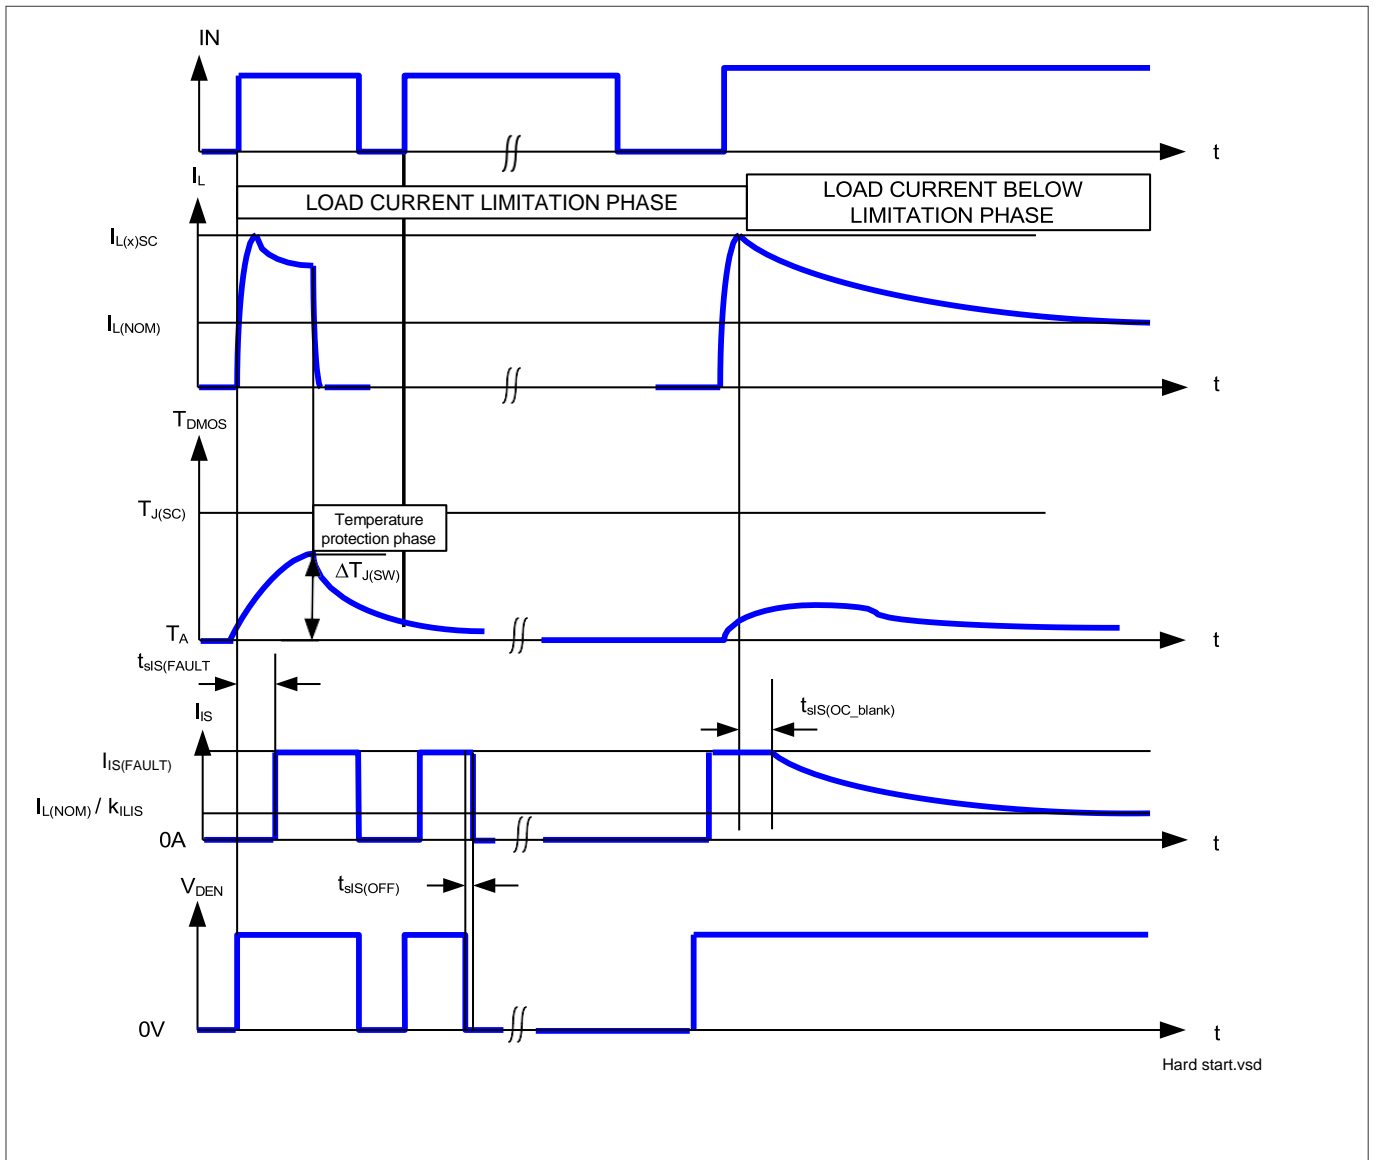 IN
t
IL
LOAD CURRENT LIMITATION PHASE
LOAD CURRENT BELOW
LIMITATION PHASE
IL(x)SC
IL(NOM)
t
TDMOS
TJ(SC)
Temperature
protection phase
ΔTJ(SW)
TA
t
tsIS(FAULT
tsIS(OC_blank)
IIS
IIS(FAULT)
IL(NOM) / kILIS
0A
t
VDEN
tsIS(OFF)
0V
t
Hard start.vsd